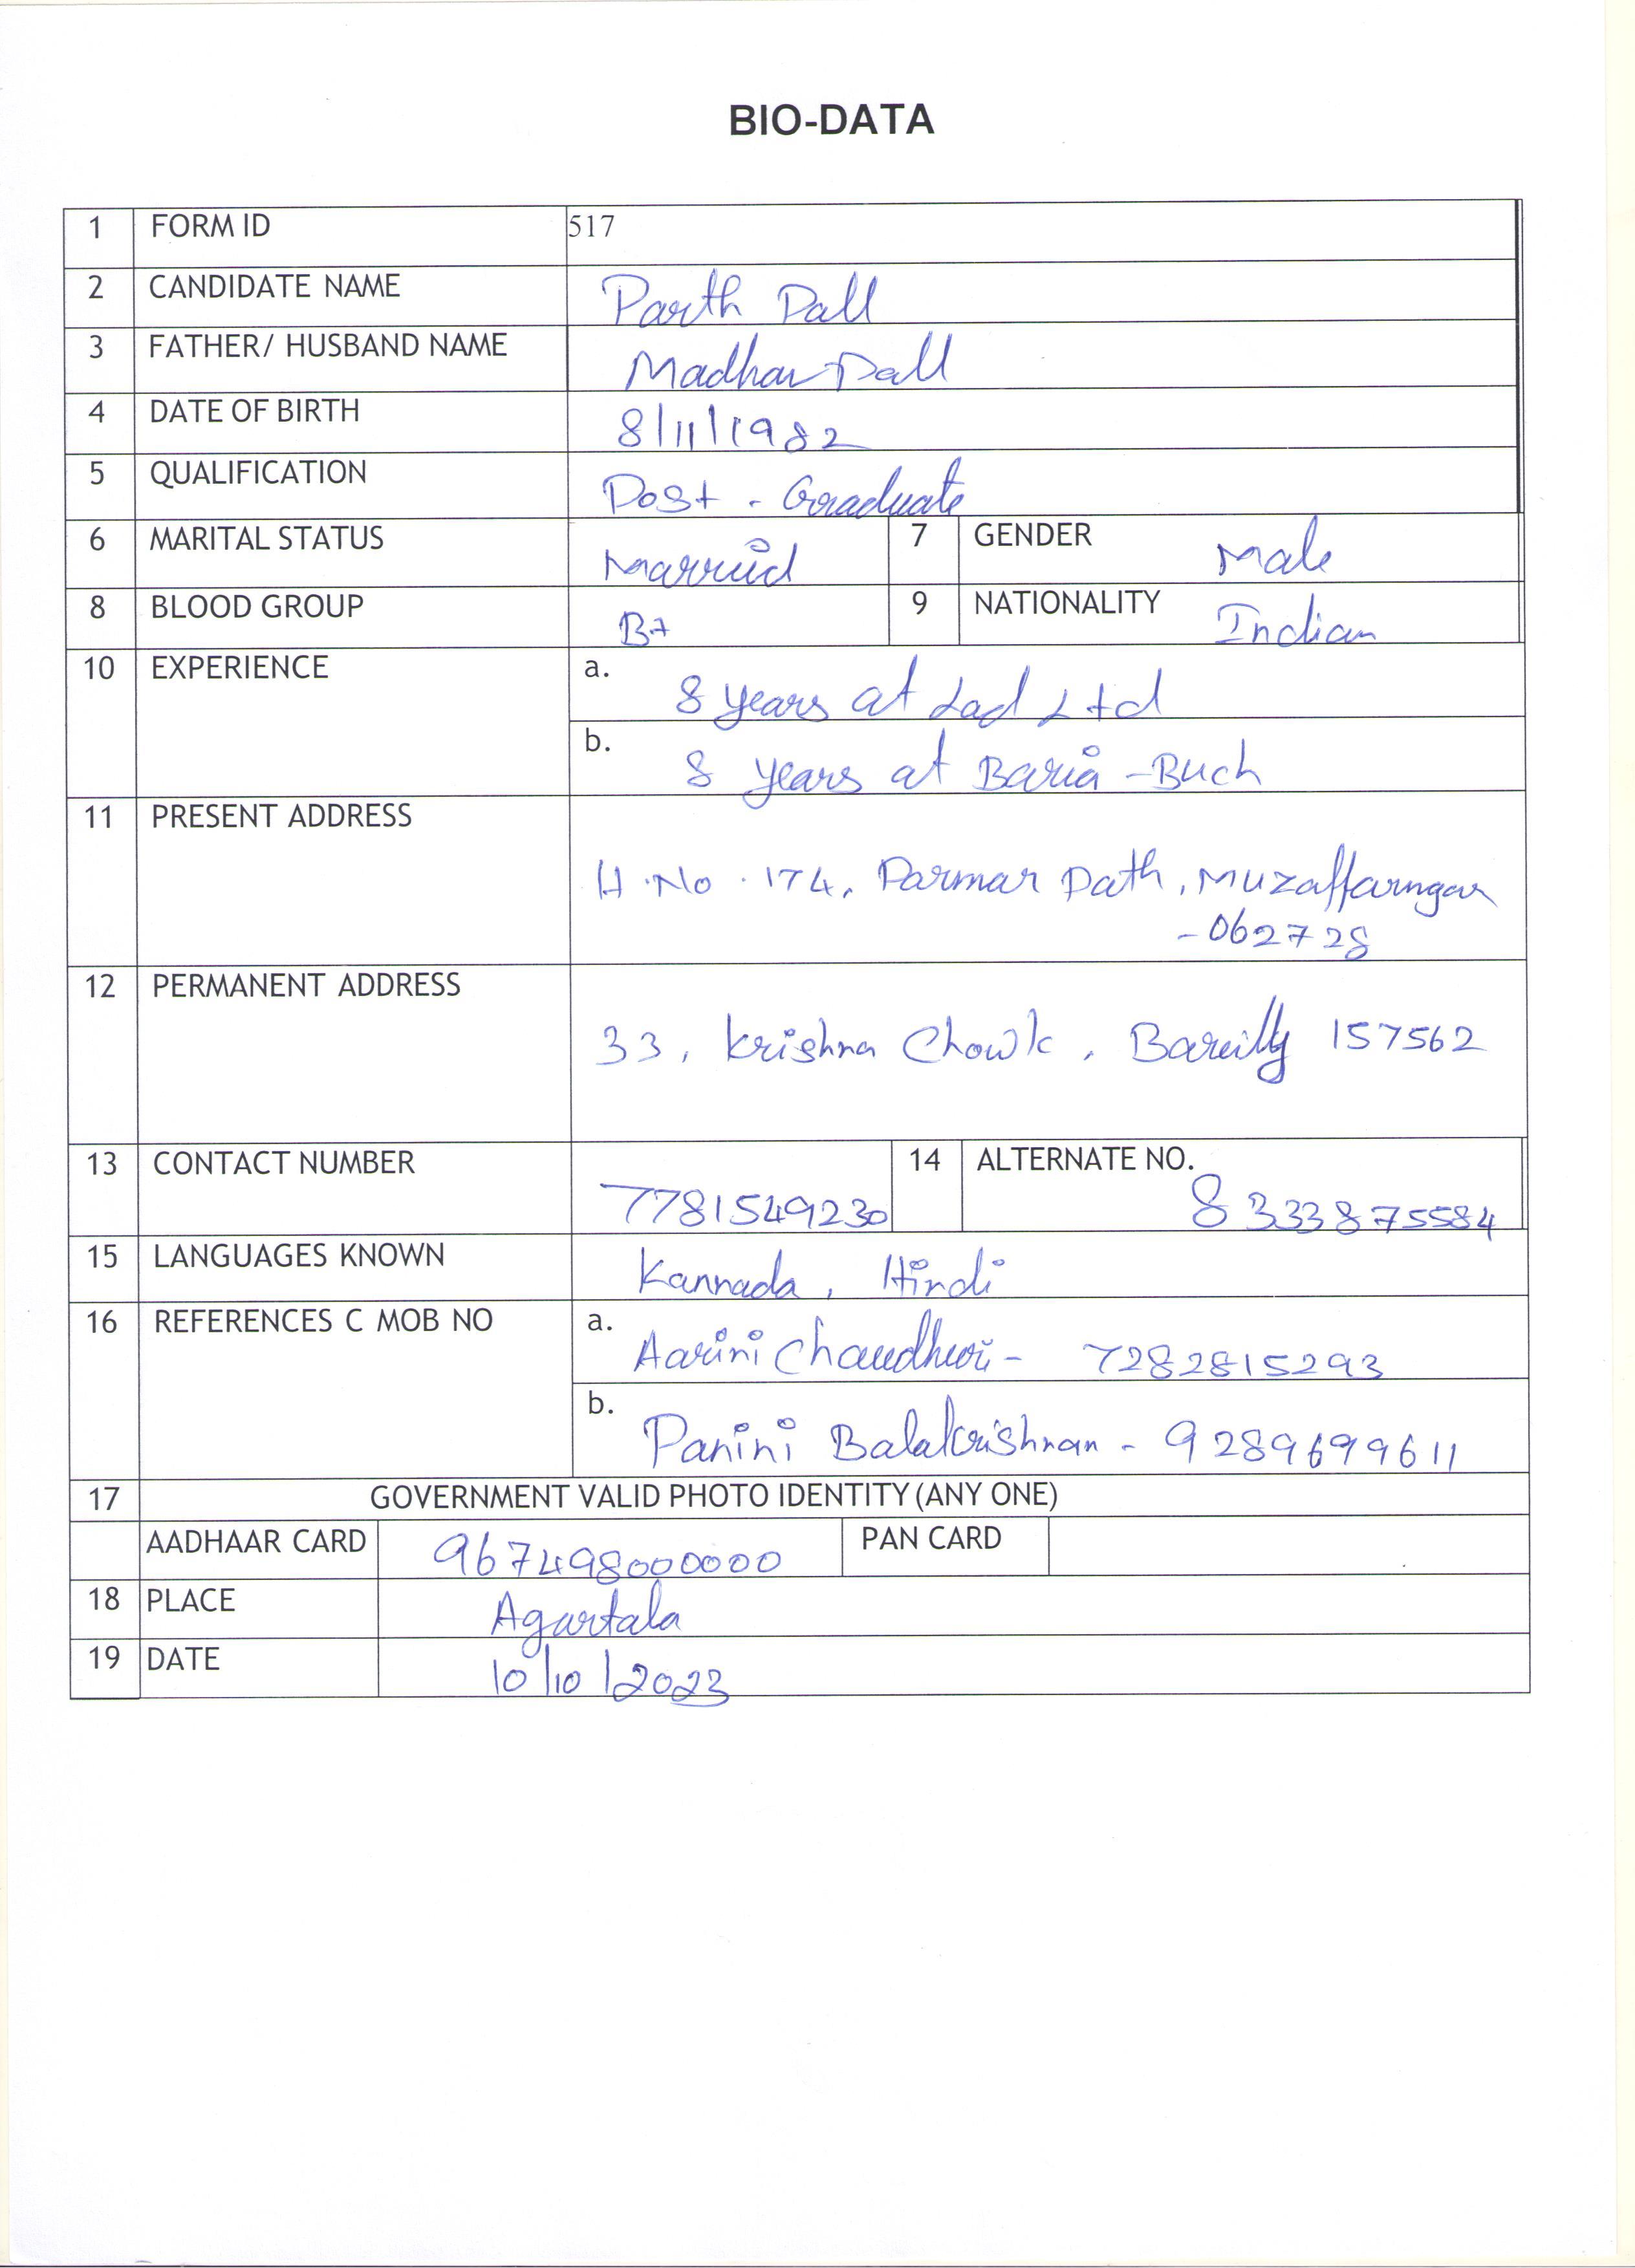 BIO-DATA
1 FORM ID 517
2 CANDIDATE NAME Parth Dall
3 FATHER/ HUSBAND NAME Madhav Dall
4 DATE OF BIRTH 8/11/1982
5 QUALIFICATION Post - Graduate
6 MARITAL STATUS Married 7 GENDER Male
8 BLOOD GROUP B+ 9 NATIONALITY Indian
10 EXPERIENCE a. 8 years at Lad Ltd
b. 8 years at Baria -Buch
11 PRESENT ADDRESS
H.No. 174, Parmar Path, Muzaffarngar
- 062728
12 PERMANENT ADDRESS
33, Krishna Chowk, Bareilly 157562
13 CONTACT NUMBER 7781549230 14 ALTERNATE NO. 8333875584
15 LANGUAGES KNOWN Kannada, Hindi
16 REFERENCES C MOB NO a. Aarini Chaudhuri - 7282815293
b. Panini Balakrishnan - 9289699611
17 GOVERNMENT VALID PHOTO IDENTITY (ANY ONE)
AADHAAR CARD 967498000000 PAN CARD
18 PLACE Agartala
19 DATE 10/10/2023